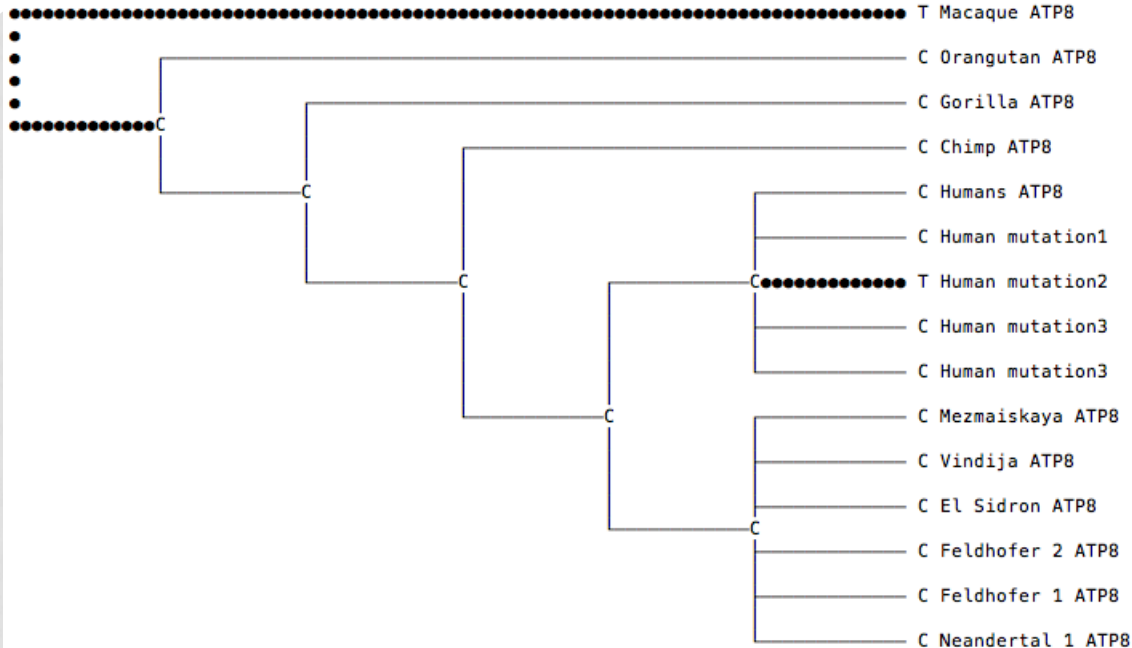 T Macaque ATP8
C Orangutan ATP8
C Gorilla ATP8
C
C Chimp ATP8
C
C Humans ATP8
C Human mutation1
C
C
T Human mutation2
C Human mutation3
C Human mutation3
C
C Mezmaiskaya ATP8
C Vindija ATP8
C El Sidron ATP8
C
C Feldhofer 2 ATP8
C Feldhofer 1 ATP8
C Neandertal 1 ATP8